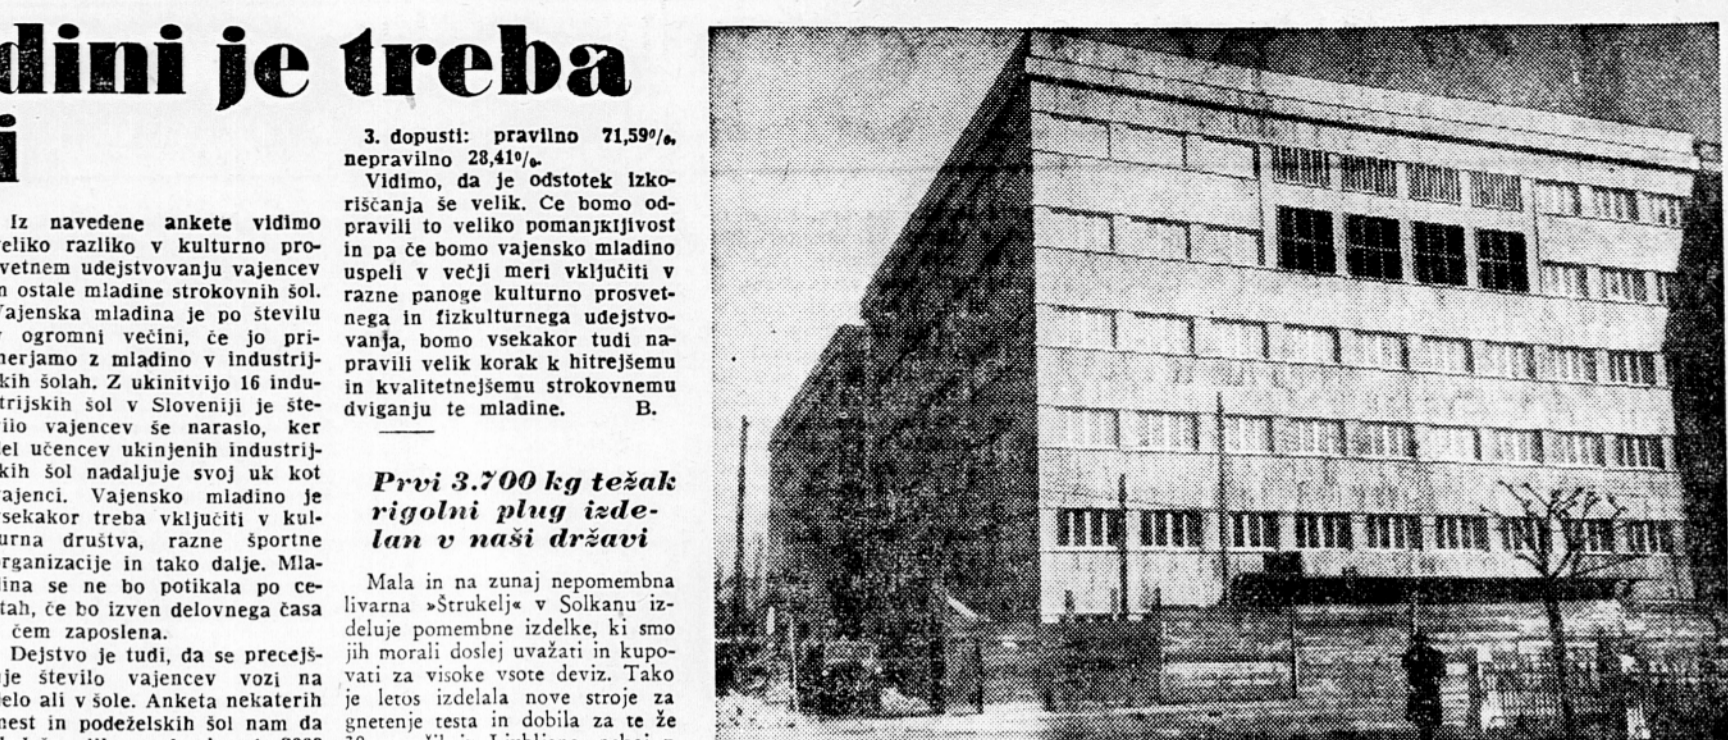 dini je treba
i
Iz navedene ankete vidimo
eliko razliko v kulturno pro-
vetnem udejstvovanju vajencev
n ostale mladine strokovnih šol.
Vajenska mladina je po številu
v ogromni večini, če jo pri-
merjamo z mladino v industrij-
kih šolah. Z ukinitvijo 16 indu-
trijskih šol v Sloveniji je šte-
vilo vajencev še naraslo, ker
del učencev ukinjenih industrij-
kih šol nadaljuje svoj uk kot
vajenci. Vajensko mladino je
vsekakor treba vključiti v kul-
urna društva, razne športne
organizacije in tako dalje. Mla-
dina se ne bo potikala po ce-
tah, če bo izven delovnega časa
čem zaposlena.
Dejstvo je tudi, da se precejš-
je število vajencev vozi na
delo ali v šole. Anketa nekaterih
mest in podeželskih šol nam da
3. dopusti: pravilno 71,59%,
nepravilno 28,41%.
Vidimo, da je odstotek izko-
riščanja še velik. Če bomo od-
pravili to veliko pomanjkljivost
in pa če bomo vajensko mladino
uspeli v večji meri vključiti v
razne panoge kulturno prosvet-
nega in fizkulturnega udejstvo-
vanja, bomo vsekakor tudi na-
pravili velik korak k hitrejšemu
in kvalitetnejšemu strokovnemu
dviganju te mladine. B.
Prvi 3.700 kg težak
rigolni plug izde-
lan v naši državi
Mala in na zunaj nepomembna
livarna »Štrukelj« v Solkanu iz-
deluje pomembne izdelke, ki smo
jih morali doslej uvažati in kupo-
vati za visoke vsote deviz. Tako
je letos izdelala nove stroje za
gnetenje testa in dobila za te že